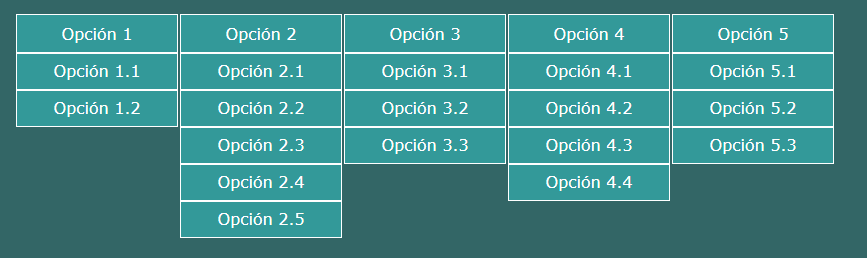 Opción 1
Opción 1.1
Opción 1.2
Opción 2
Opción 2.1
Opción 2.2
Opción 2.3
Opción 2.4
Opción 2.5
Opción 3
Opción 3.1
Opción 3.2
Opción 3.3
Opción 4
Opción 4.1
Opción 4.2
Opción 4.3
Opción 4.4
Opción 5
Opción 5.1
Opción 5.2
Opción 5.3